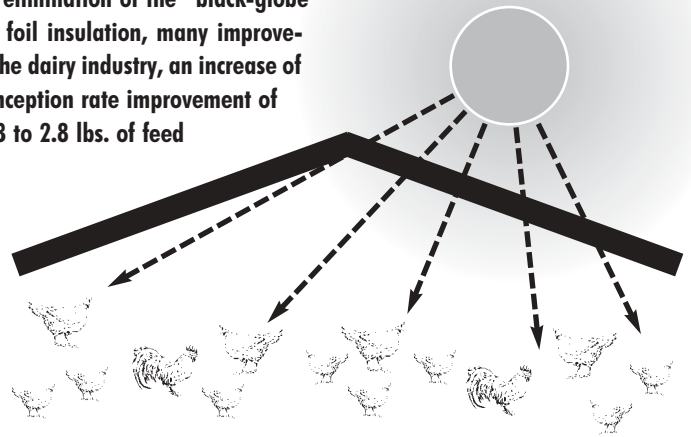 elimination of the "black-globe
foil insulation, many improve-
he dairy industry, an increase of
nception rate improvement of
to 2.8 lbs. of feed